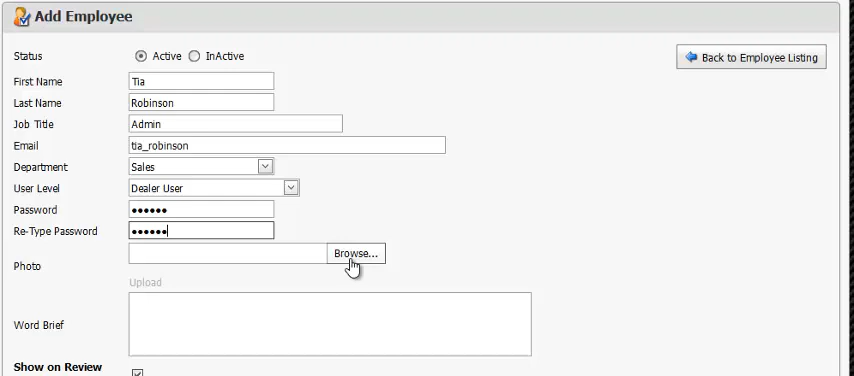 Add Employee
Status Active InActive
Back to Employee Listing
First Name Tia
Last Name Robinson
Job Title Admin
Email tia_robinson
Department Sales
User Level Dealer User
Password ●●●●●●
Re-Type Password ●●●●●●
Photo Browse...
Upload
Word Brief
Show on Review